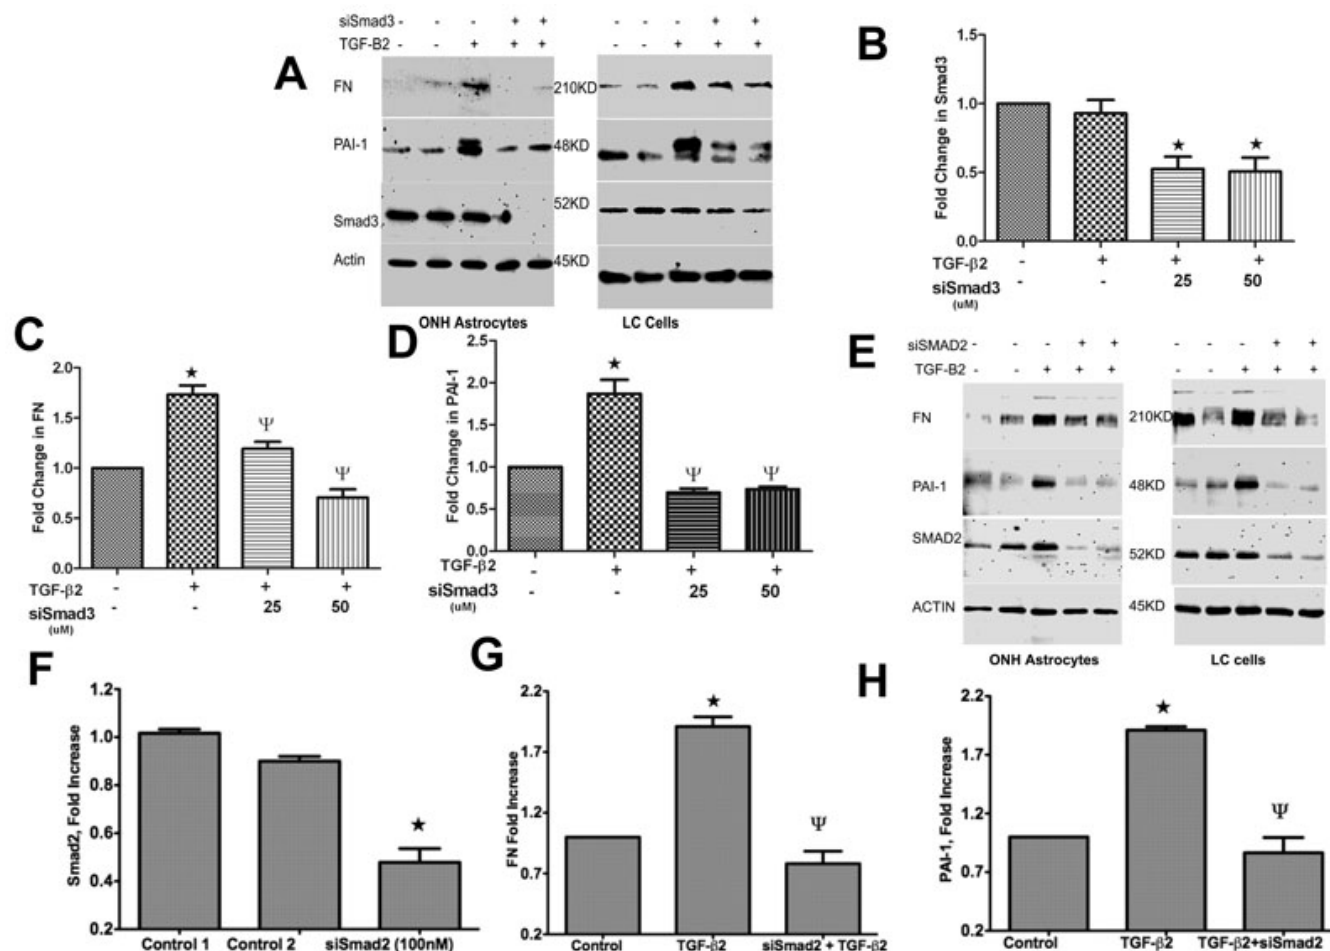 A
siSmad3 - - - + +
TGF-B2 - - + + + - - + + +
FN 210KD
PAI-1 48KD
Smad3 52KD
Actin 45KD
ONH Astrocytes LC Cells
B
Fold Change in Smad3
1.5
1.0
0.5
0.0
TGF-β2 - + + +
siSmad3 - - 25 50
(uM)
★ ★
C
Fold Change in FN
2.0
1.5
1.0
0.5
0.0
★ Ψ Ψ
TGF-β2 - + + +
siSmad3 - - 25 50
(uM)
D
Fold Change in PAI-1
2.5
2.0
1.5
1.0
0.5
0.0
★ Ψ Ψ
TGF-β2 - + + +
siSmad3 - - 25 50
(uM)
E
siSMAD2 - - - + + - - - + +
TGF-B2 - - + + + - - + + +
FN 210KD
PAI-1 48KD
SMAD2 52KD
ACTIN 45KD
ONH Astrocytes LC cells
F
Smad2, Fold Increase
1.2
1.0
0.8
0.6
0.4
0.2
★
Control 1 Control 2 siSmad2 (100nM)
G
FN Fold Increase
2.2
1.7
1.2
0.7
0.2
★ Ψ
Control TGF-β2 siSmad2 + TGF-β2
H
PAI-1, Fold Increase
2.2
1.7
1.2
0.7
0.2
★ Ψ
Control TGF-β2 TGF-β2+siSmad2